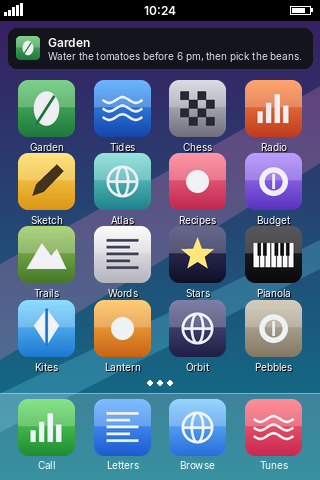 10:24
Garden
Water the tomatoes before 6 pm, then pick the beans.
Garden Tides Chess Radio
Sketch Atlas Recipes Budget
Trails Words Stars Pianola
Kites Lantern Orbit Pebbles
Call Letters Browse Tunes